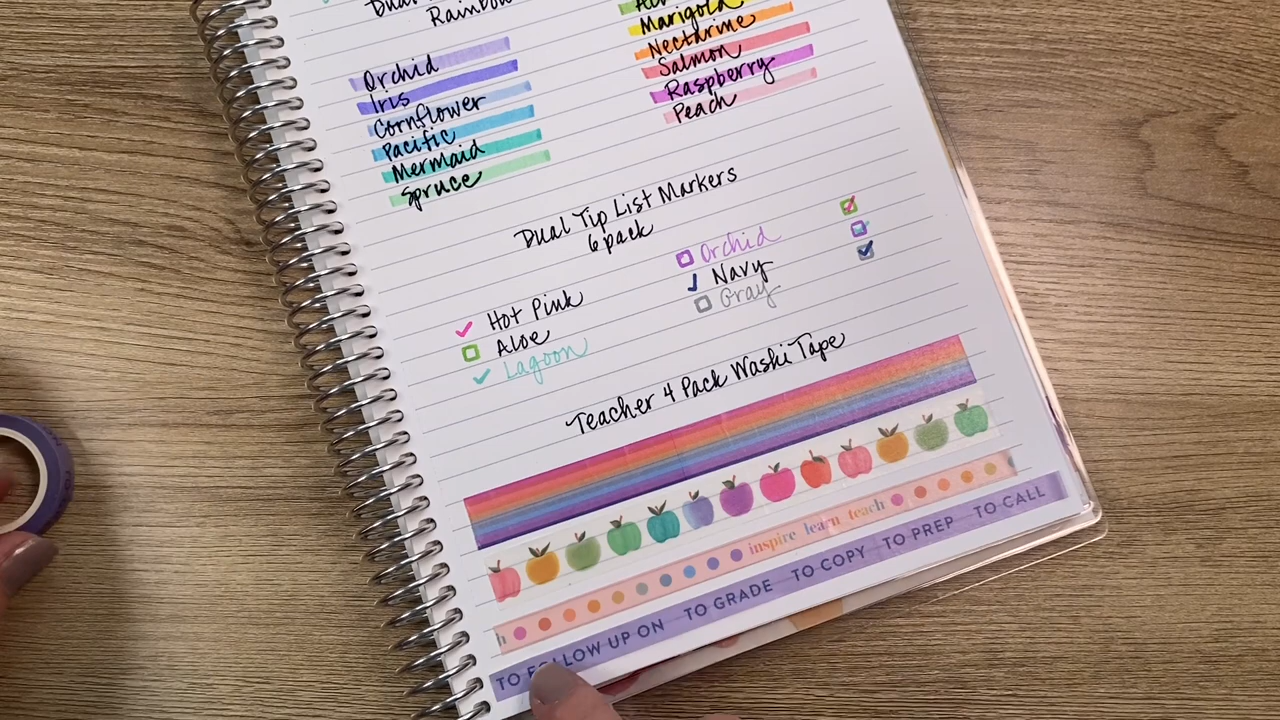 Dual
Rainbow
Orchid
Iris
Cornflower
Pacific
Mermaid
Spruce
Marigold
Nectarine
Salmon
Raspberry
Peach
Dual Tip List Markers
6 pack
Hot Pink
Aloe
Lagoon
Orchid
Navy
Gray
Teacher 4 Pack Washi Tape
inspire learn teach
TO FOLLOW UP ON TO GRADE TO COPY TO PREP TO CALL